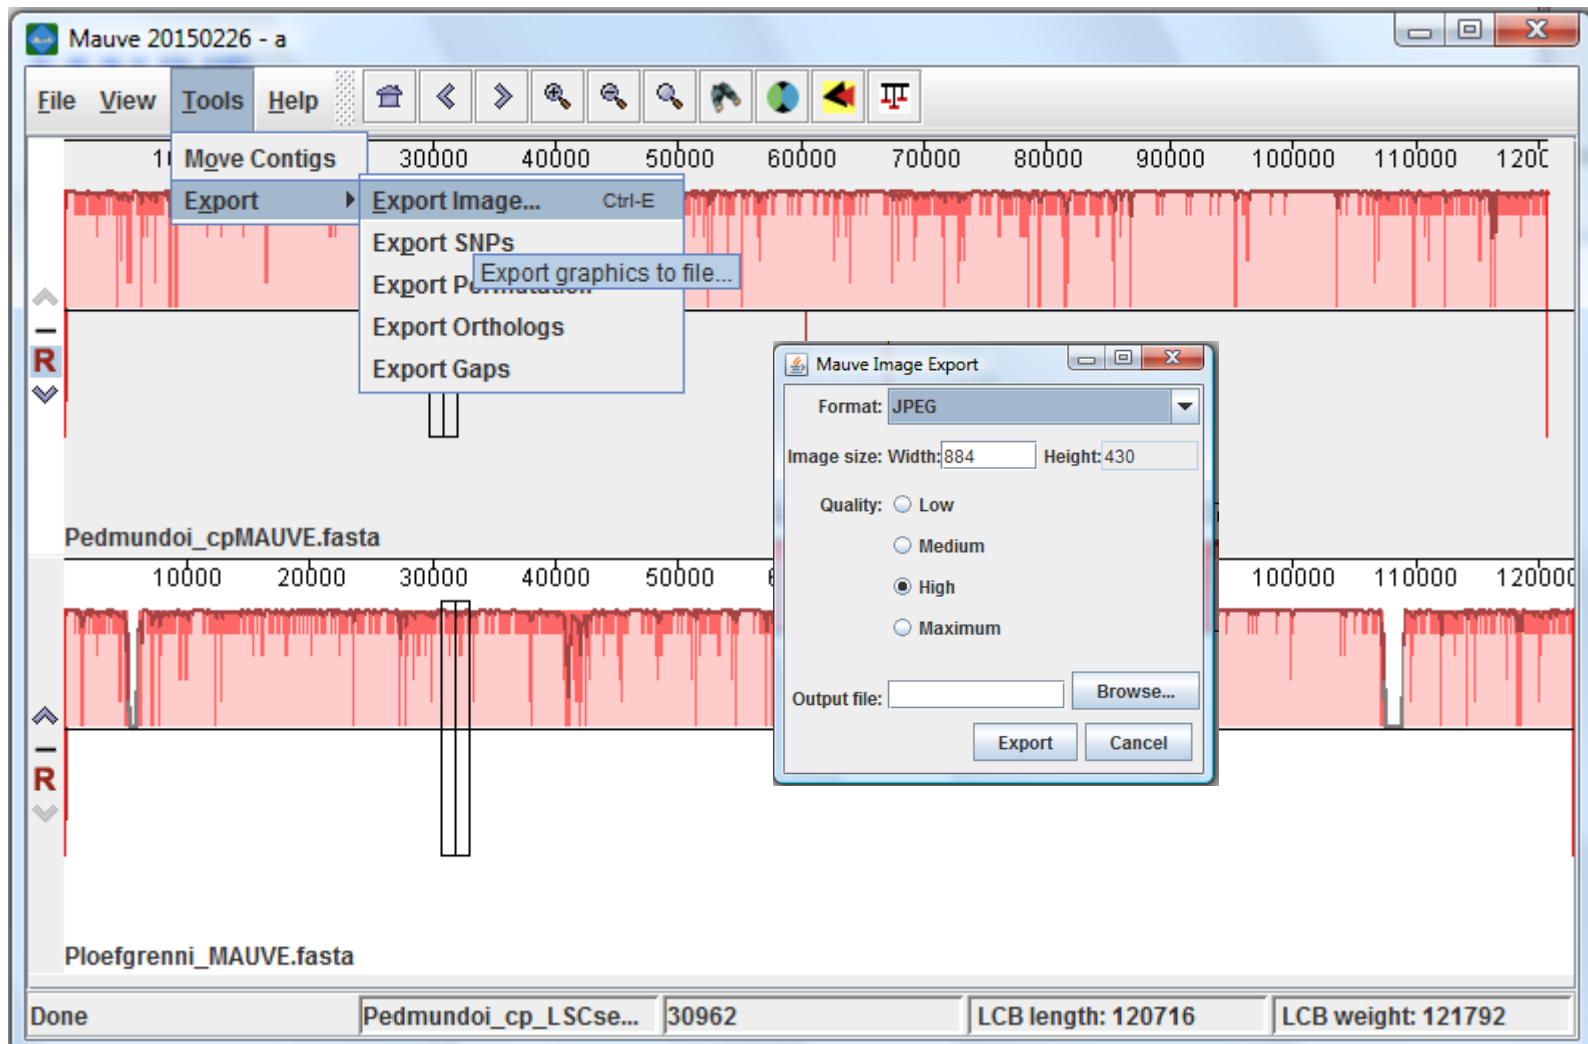 Mauve 20150226 - a
File View Tools Help
Move Contigs
Export
Export Image... Ctrl-E
Export SNPs
Export graphics to file...
Export Orthologs
Export Gaps
30000 40000 50000 60000 70000 80000 90000 100000 110000
R
Pedmundoi_cpMAUVE.fasta
10000 20000 30000 40000 50000 100000 110000 120000
R
Ploefgrenni_MAUVE.fasta
Mauve Image Export
Format: JPEG
Image size: Width: 884 Height: 430
Quality: Low
Medium
High
Maximum
Output file: Browse...
Export Cancel
Done Pedmundoi_cp_LSCse... 30962 LCB length: 120716 LCB weight: 121792